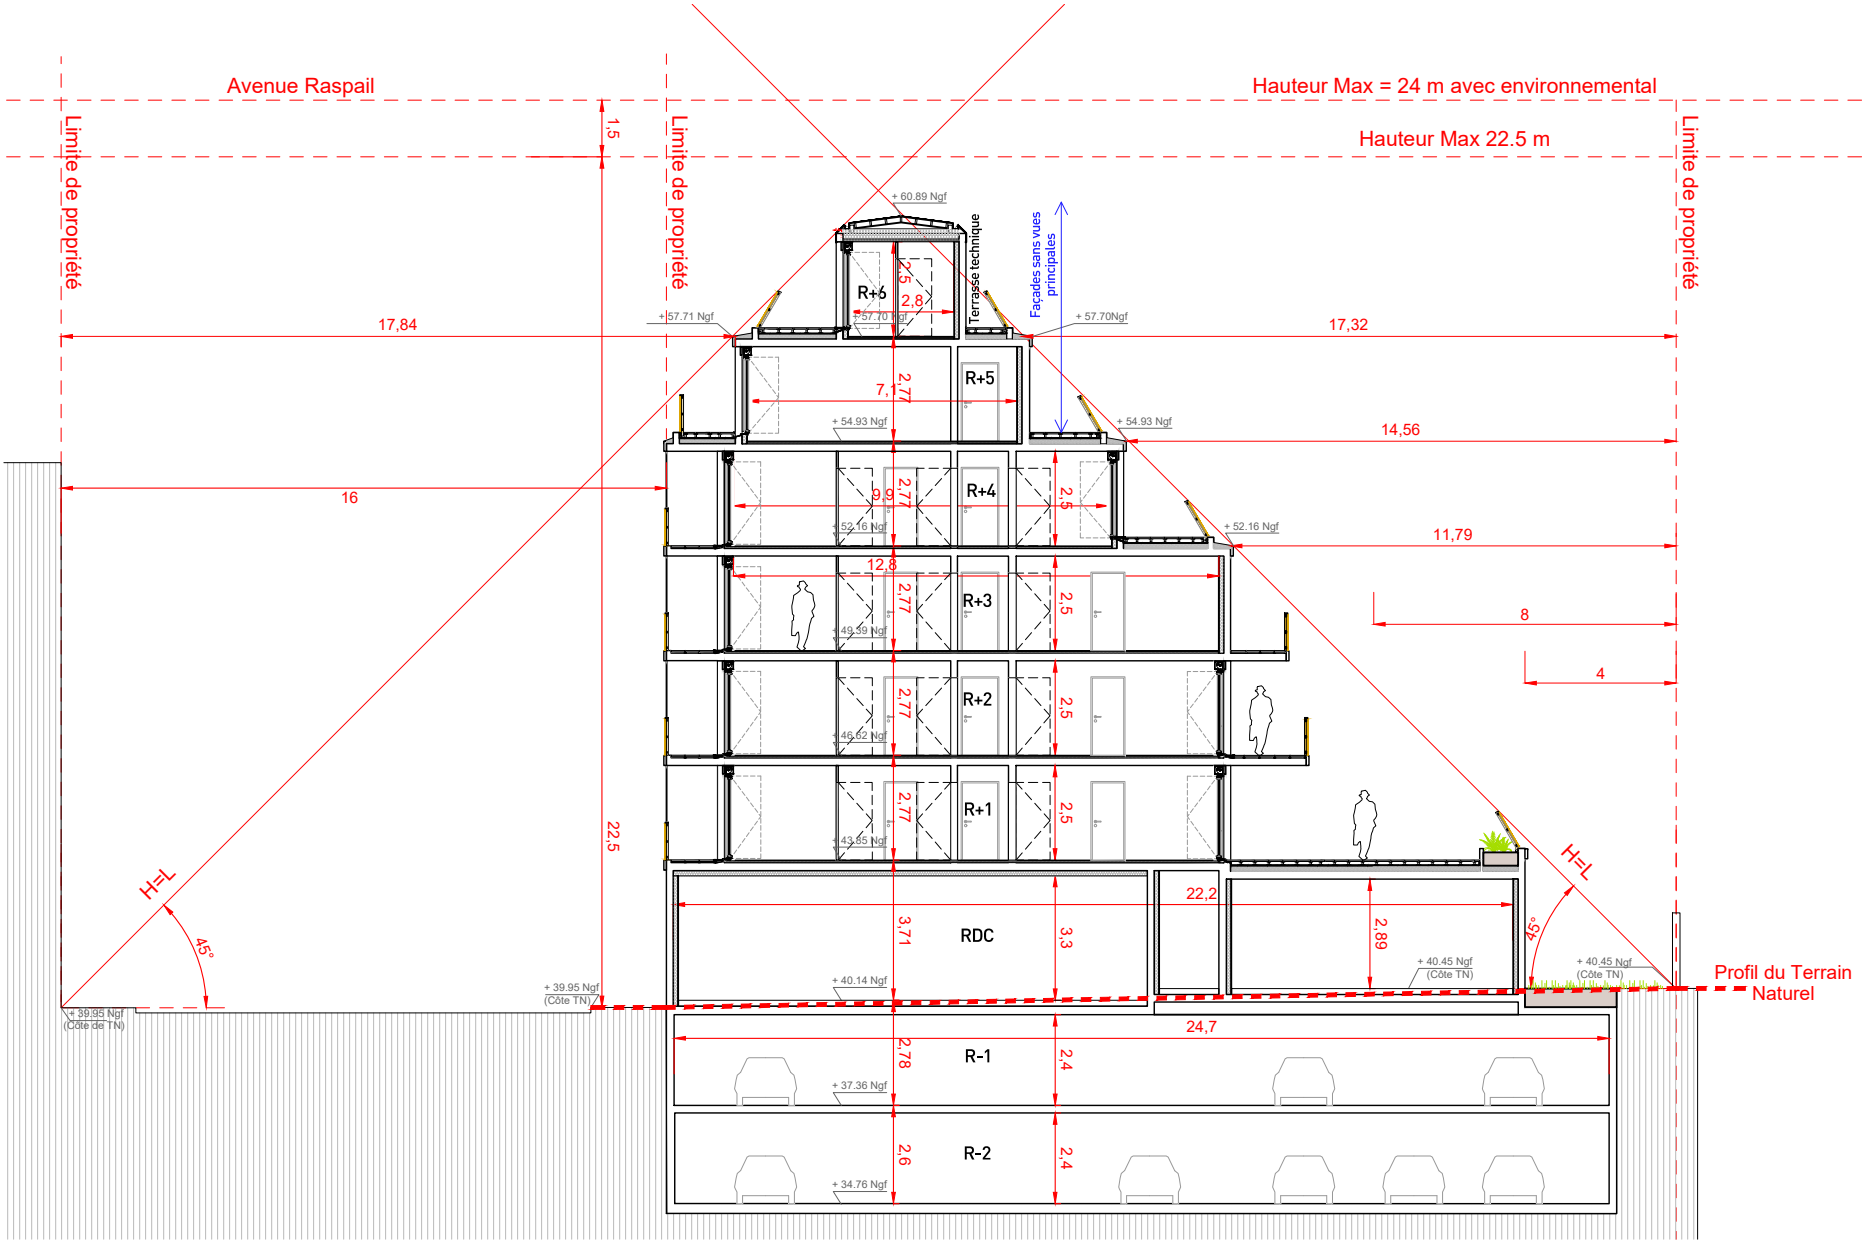 Avenue Raspail
Hauteur Max = 24 m avec environnemental
1,5
Hauteur Max 22.5 m
Limite de propriété
Limite de propriété
Limite de propriété
+ 60.89 Ngf
Terrasse technique
Façades sans vues
principales
2,5
R+6
2,8
+ 57.71 Ngf
+ 57.70 Ngf
+ 57.70Ngf
17,84
17,32
2,77
R+5
7,1
+ 54.93 Ngf
+ 54.93 Ngf
14,56
16
9,9
2,77
R+4
2,5
+ 52.16 Ngf
+ 52.16 Ngf
11,79
12,8
2,77
R+3
2,5
8
+ 49.39 Ngf
4
2,77
R+2
2,5
+ 46.62 Ngf
22,5
2,77
R+1
2,5
+ 43.85 Ngf
H=L
H=L
22,2
3,71
RDC
3,3
2,89
45°
45°
+ 40.45 Ngf
(Côte TN)
+ 40.45 Ngf
(Côte TN)
Profil du Terrain
Naturel
+ 39.95 Ngf
(Côte TN)
+ 40.14 Ngf
+ 39.95 Ngf
(Côte de TN)
24,7
2,78
R-1
2,4
+ 37.36 Ngf
2,6
R-2
2,4
+ 34.76 Ngf